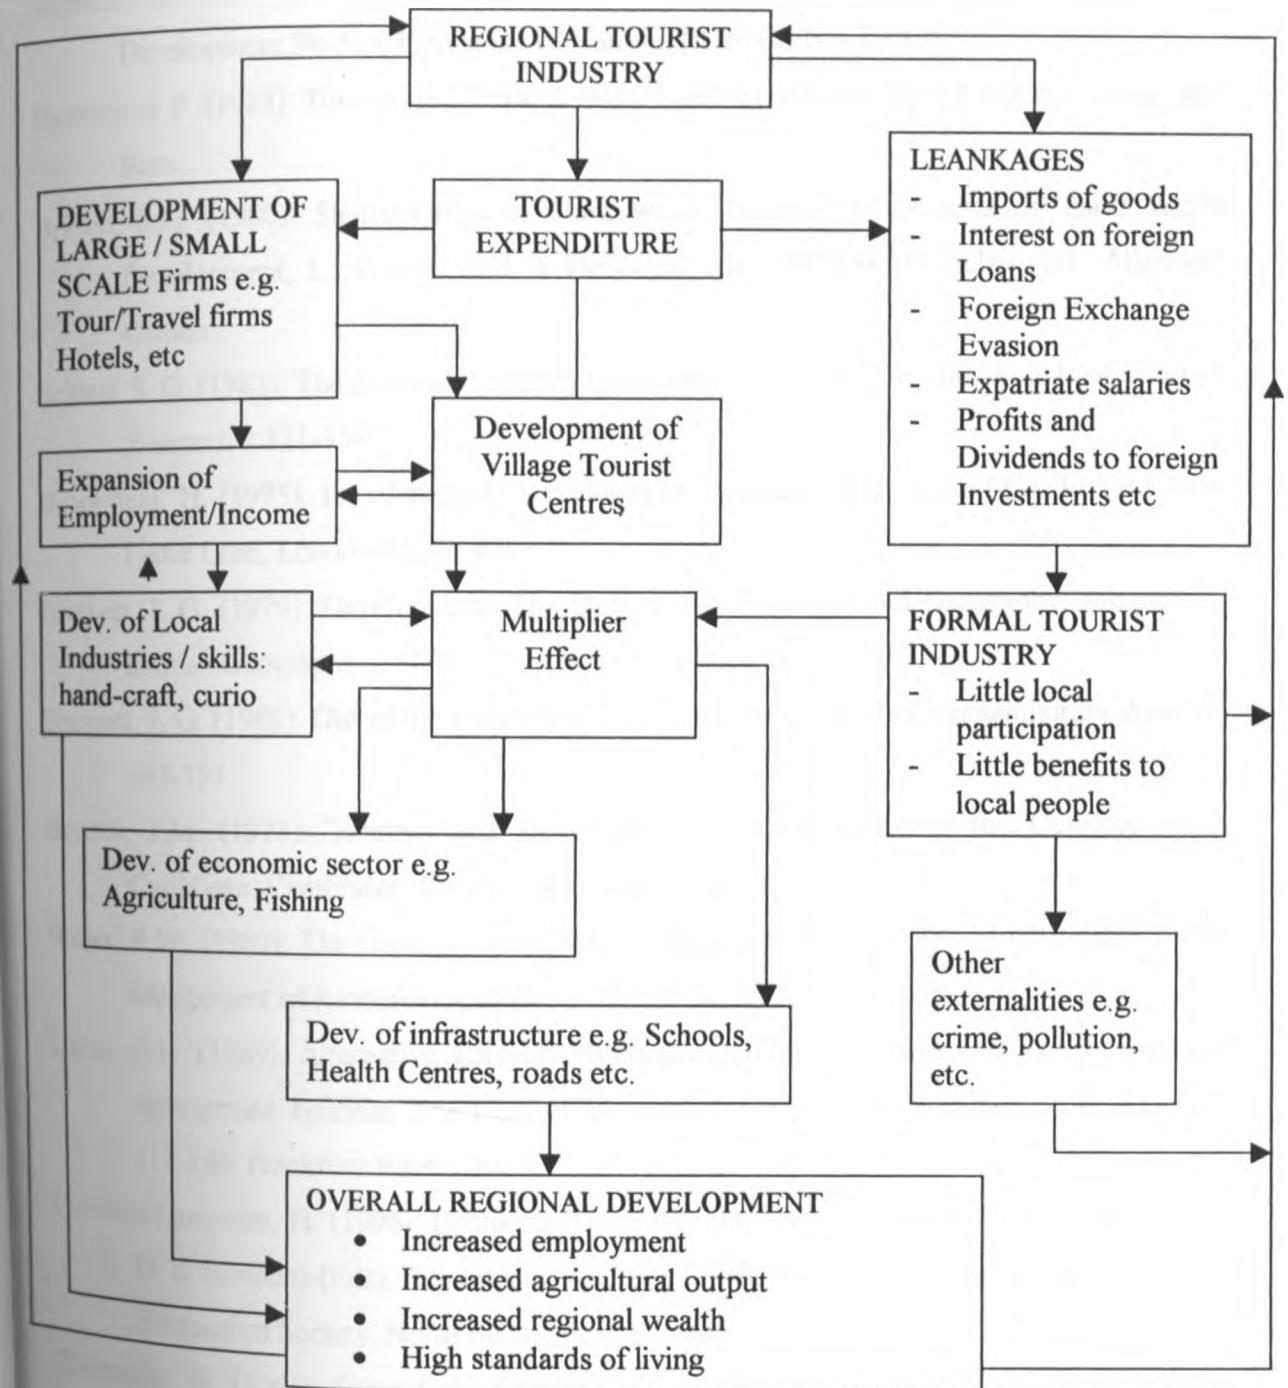 REGIONAL TOURIST
INDUSTRY
LEANKAGES
- Imports of goods
- Interest on foreign
Loans
- Foreign Exchange
Evasion
- Expatriate salaries
- Profits and
Dividends to foreign
Investments etc
DEVELOPMENT OF
LARGE / SMALL
SCALE Firms e.g.
Tour/Travel firms
Hotels, etc
TOURIST
EXPENDITURE
Development of
Village Tourist
Centres
Expansion of
Employment/Income
Dev. of Local
Industries / skills:
hand-craft, curio
Multiplier
Effect
FORMAL TOURIST
INDUSTRY
- Little local
participation
- Little benefits to
local people
Dev. of economic sector e.g.
Agriculture, Fishing
Other
externalities e.g.
crime, pollution,
etc.
Dev. of infrastructure e.g. Schools,
Health Centres, roads etc.
OVERALL REGIONAL DEVELOPMENT
• Increased employment
• Increased agricultural output
• Increased regional wealth
• High standards of living